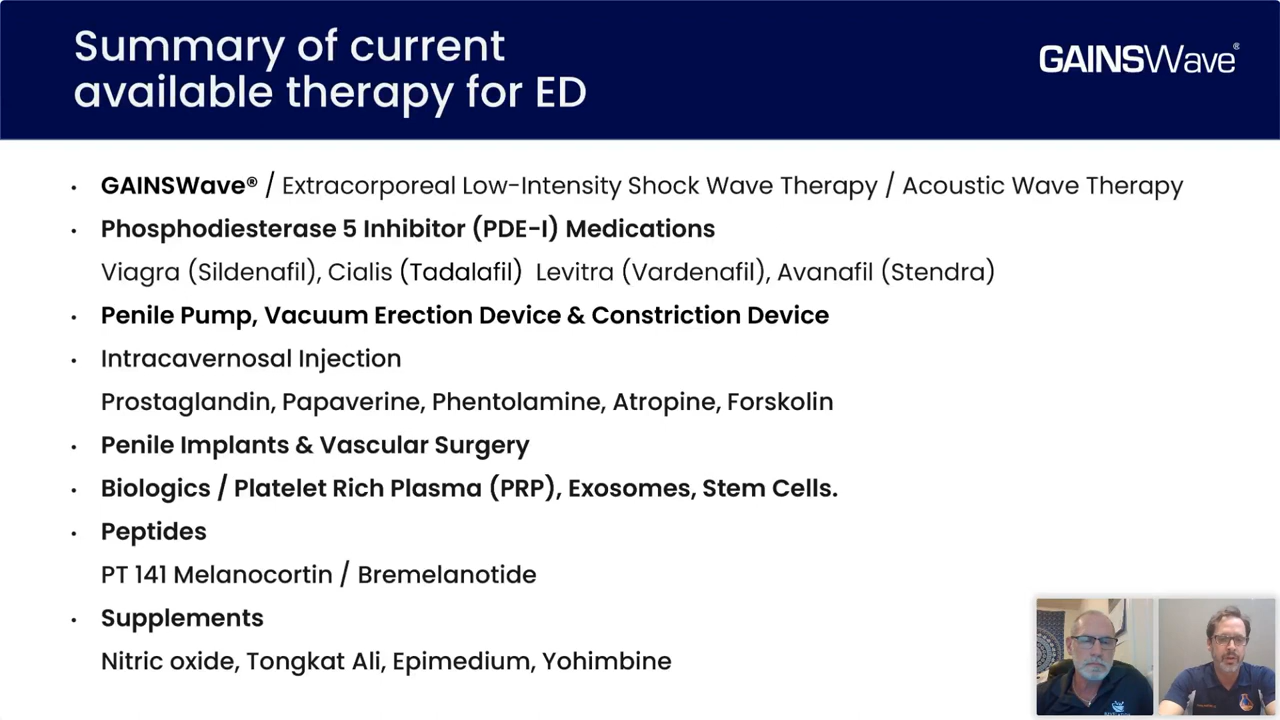 Summary of current
available therapy for ED
GAINSWave®
• GAINSWave® / Extracorporeal Low-Intensity Shock Wave Therapy / Acoustic Wave Therapy
• Phosphodiesterase 5 Inhibitor (PDE-I) Medications
Viagra (Sildenafil), Cialis (Tadalafil) Levitra (Vardenafil), Avanafil (Stendra)
• Penile Pump, Vacuum Erection Device & Constriction Device
• Intracavernosal Injection
Prostaglandin, Papaverine, Phentolamine, Atropine, Forskolin
• Penile Implants & Vascular Surgery
• Biologics / Platelet Rich Plasma (PRP), Exosomes, Stem Cells.
• Peptides
PT 141 Melanocortin / Bremelanotide
• Supplements
Nitric oxide, Tongkat Ali, Epimedium, Yohimbine